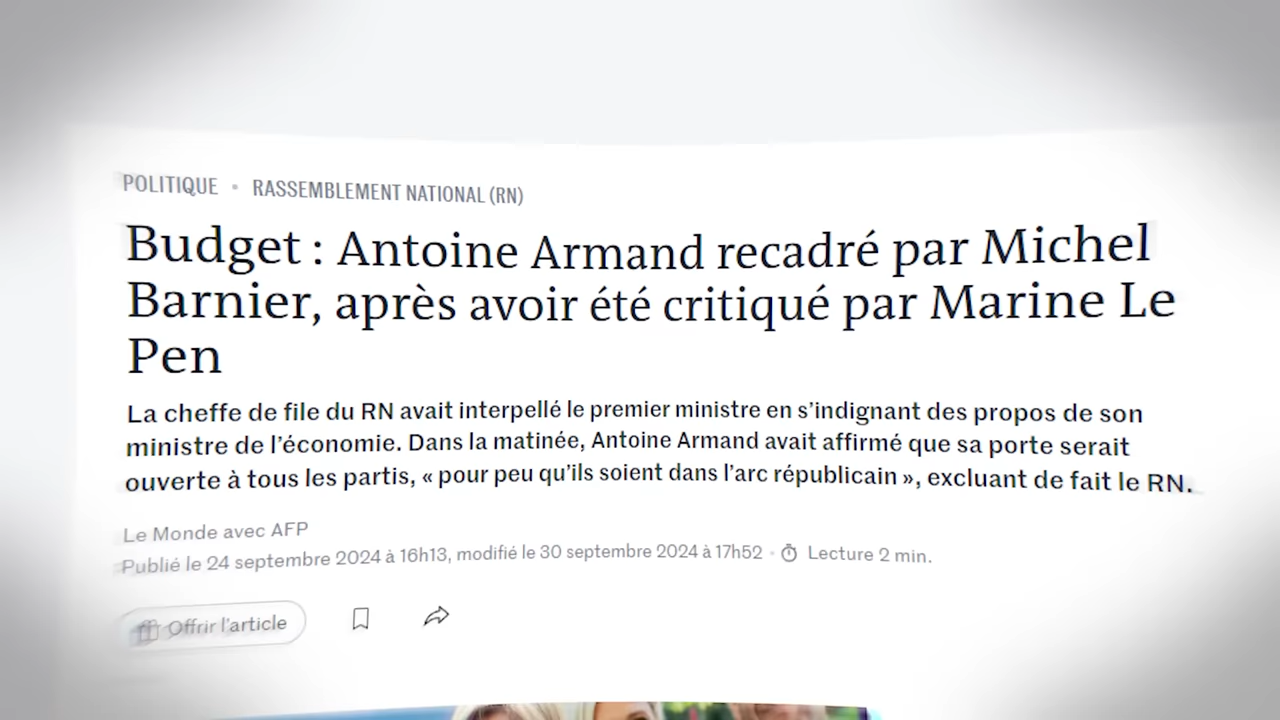 POLITIQUE • RASSEMBLEMENT NATIONAL (RN)
Budget : Antoine Armand recadré par Michel
Barnier, après avoir été critiqué par Marine Le
Pen
La cheffe de file du RN avait interpellé le premier ministre en s’indignant des propos de son
ministre de l’économie. Dans la matinée, Antoine Armand avait affirmé que sa porte serait
ouverte à tous les partis, « pour peu qu’ils soient dans l’arc républicain », excluant de fait le RN.
Le Monde avec AFP
Publié le 24 septembre 2024 à 16h13, modifié le 30 septembre 2024 à 17h52 • Lecture 2 min.
Offrir l’article